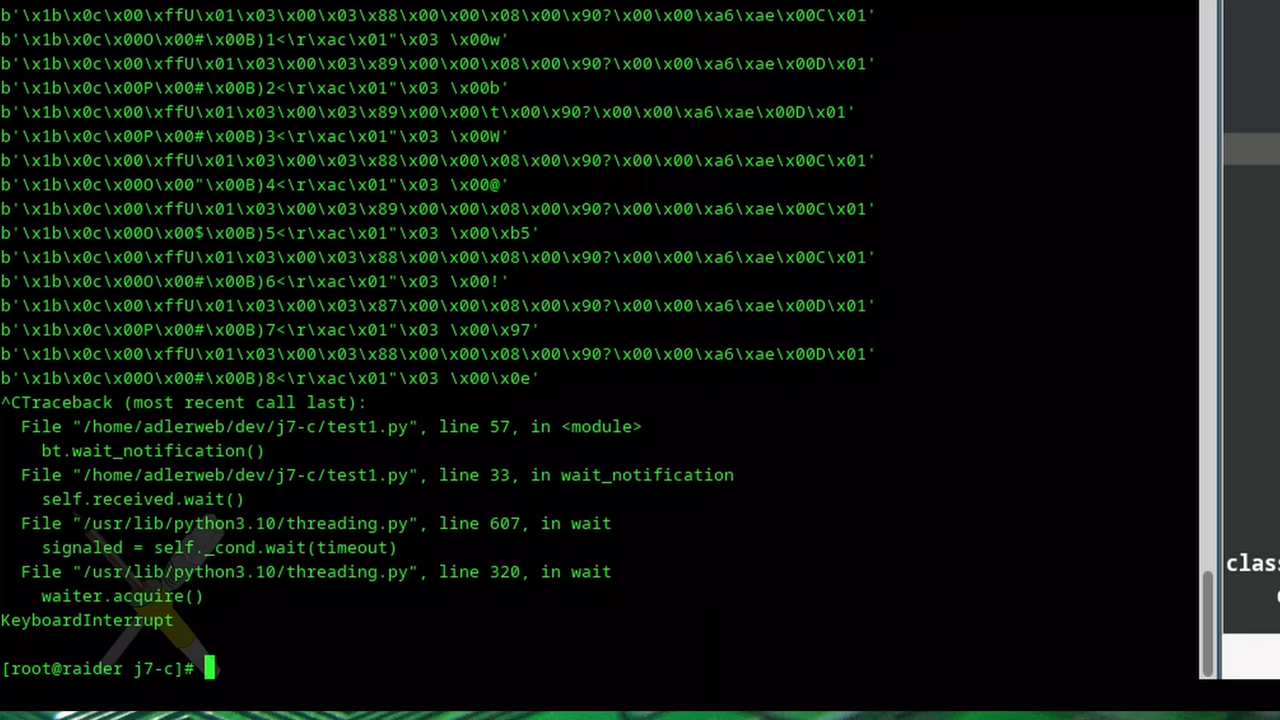 b'\x1b\x0c\x00\xffU\x01\x03\x00\x03\x88\x00\x00\x08\x00\x90?\x00\x00\xa6\xae\x00C\x01'
b'\x1b\x0c\x00O\x00#\x00B)1<\r\xac\x01"\x03 \x00w'
b'\x1b\x0c\x00\xffU\x01\x03\x00\x03\x89\x00\x00\x08\x00\x90?\x00\x00\xa6\xae\x00D\x01'
b'\x1b\x0c\x00P\x00#\x00B)2<\r\xac\x01"\x03 \x00b'
b'\x1b\x0c\x00\xffU\x01\x03\x00\x03\x89\x00\x00\t\x00\x90?\x00\x00\xa6\xae\x00D\x01'
b'\x1b\x0c\x00P\x00#\x00B)3<\r\xac\x01"\x03 \x00W'
b'\x1b\x0c\x00\xffU\x01\x03\x00\x03\x88\x00\x00\x08\x00\x90?\x00\x00\xa6\xae\x00C\x01'
b'\x1b\x0c\x00O\x00"\x00B)4<\r\xac\x01"\x03 \x00@'
b'\x1b\x0c\x00\xffU\x01\x03\x00\x03\x89\x00\x00\x08\x00\x90?\x00\x00\xa6\xae\x00C\x01'
b'\x1b\x0c\x00O\x00$\x00B)5<\r\xac\x01"\x03 \x00\xb5'
b'\x1b\x0c\x00\xffU\x01\x03\x00\x03\x88\x00\x00\x08\x00\x90?\x00\x00\xa6\xae\x00C\x01'
b'\x1b\x0c\x00O\x00#\x00B)6<\r\xac\x01"\x03 \x00!'
b'\x1b\x0c\x00\xffU\x01\x03\x00\x03\x87\x00\x00\x08\x00\x90?\x00\x00\xa6\xae\x00D\x01'
b'\x1b\x0c\x00P\x00#\x00B)7<\r\xac\x01"\x03 \x00\x97'
b'\x1b\x0c\x00\xffU\x01\x03\x00\x03\x88\x00\x00\x08\x00\x90?\x00\x00\xa6\xae\x00D\x01'
b'\x1b\x0c\x00O\x00#\x00B)8<\r\xac\x01"\x03 \x00\x0e'
^CTraceback (most recent call last):
  File "/home/adlerweb/dev/j7-c/test1.py", line 57, in <module>
    bt.wait_notification()
  File "/home/adlerweb/dev/j7-c/test1.py", line 33, in wait_notification
    self.received.wait()
  File "/usr/lib/python3.10/threading.py", line 607, in wait
    signaled = self._cond.wait(timeout)
  File "/usr/lib/python3.10/threading.py", line 320, in wait
    waiter.acquire()
KeyboardInterrupt
[root@raider j7-c]#
clas